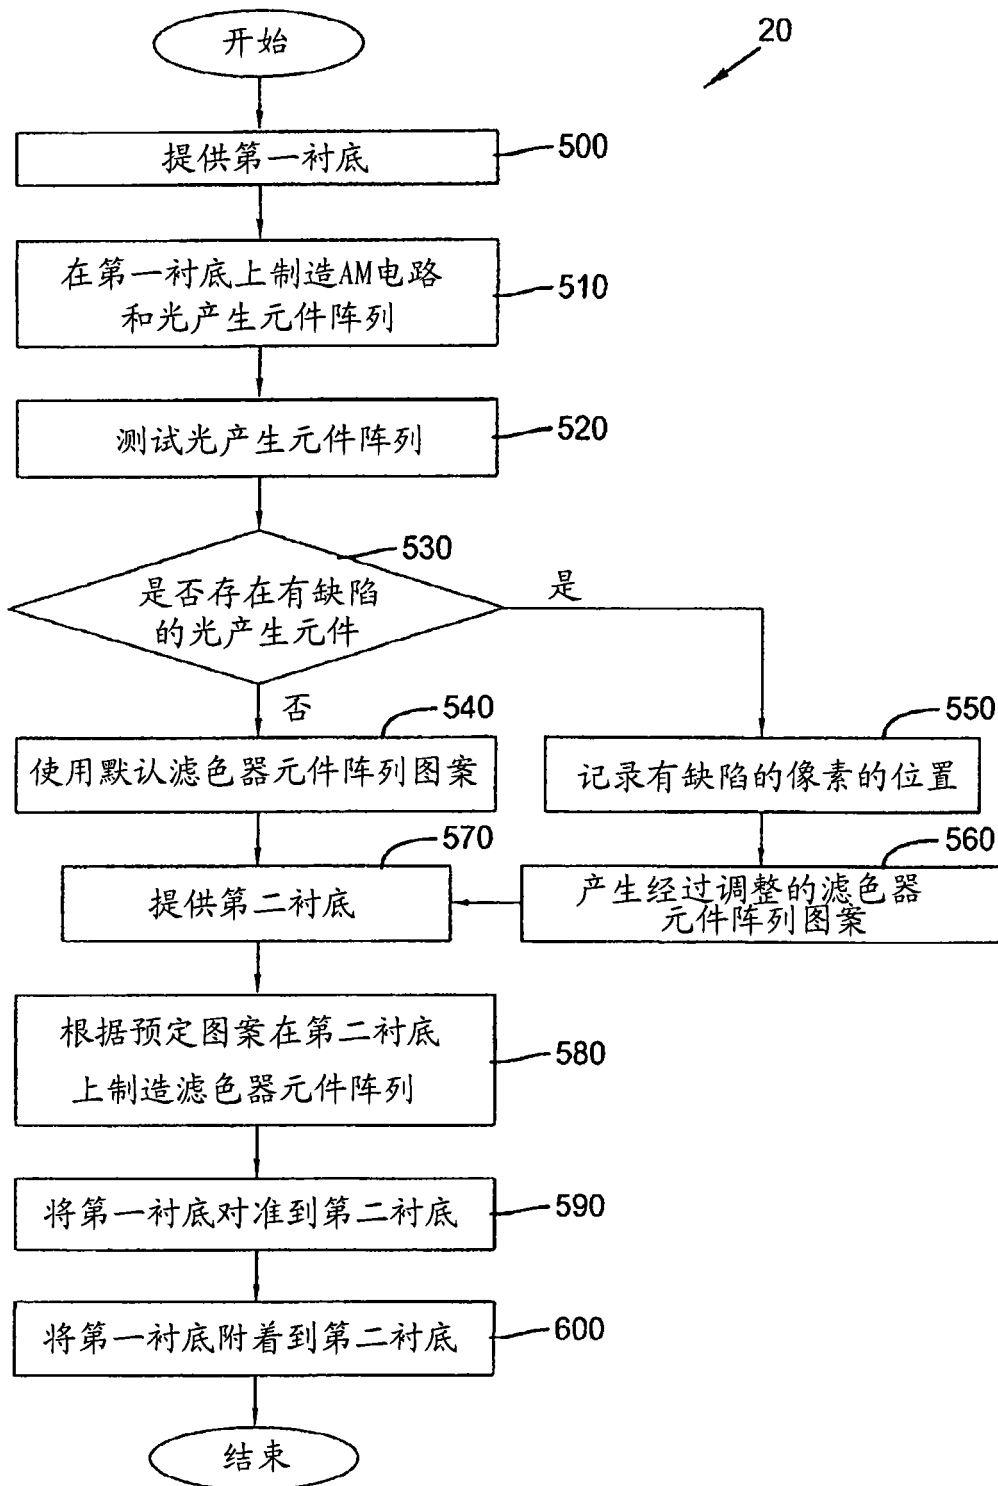 开始
20
提供第一衬底
500
在第一衬底上制造AM电路
和光产生元件阵列
510
测试光产生元件阵列
520
530
是否存在有缺陷
的光产生元件
是
否
540
使用默认滤色器元件阵列图案
550
记录有缺陷的像素的位置
570
提供第二衬底
560
产生经过调整的滤色器
元件阵列图案
根据预定图案在第二衬底
上制造滤色器元件阵列
580
将第一衬底对准到第二衬底
590
将第一衬底附着到第二衬底
600
结束